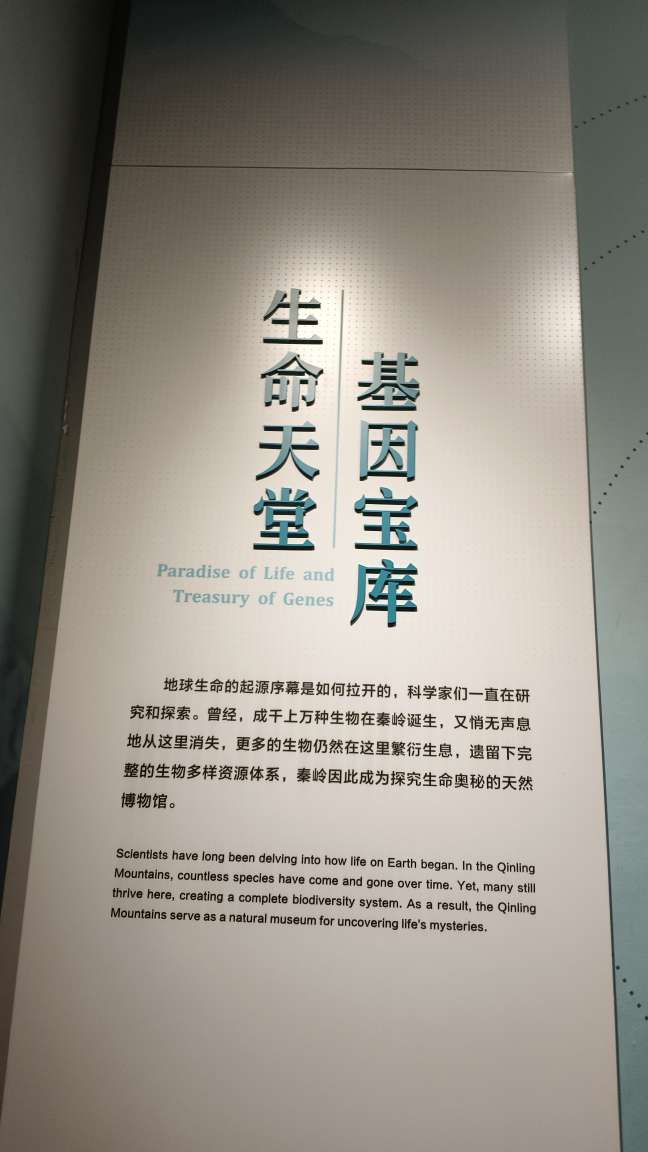 生命天堂
基因宝库
Paradise of Life and
Treasury of Genes
地球生命的起源序幕是如何拉开的，科学家们一直在研
究和探索。曾经，成千上万种生物在秦岭诞生，又悄无声息
地从这里消失，更多的生物仍然在这里繁衍生息，遗留下完
整的生物多样资源体系，秦岭因此成为探究生命奥秘的天然
博物馆。
Scientists have long been delving into how life on Earth began. In the Qinling
Mountains, countless species have come and gone over time. Yet, many still
thrive here, creating a complete biodiversity system. As a result, the Qinling
Mountains serve as a natural museum for uncovering life's mysteries.